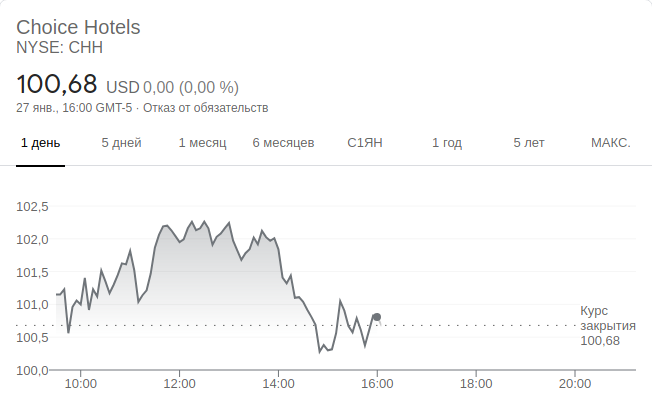 Choice Hotels
NYSE: CHH
100,68 USD 0,00 (0,00 %)
27 янв., 16:00 GMT-5 · Отказ от обязательств
1 день 5 дней 1 месяц 6 месяцев С1ЯН 1 год 5 лет МАКС.
102,5
102,0
101,5
101,0
100,5
100,0
Курс
закрытия
100,68
10:00 12:00 14:00 16:00 18:00 20:00